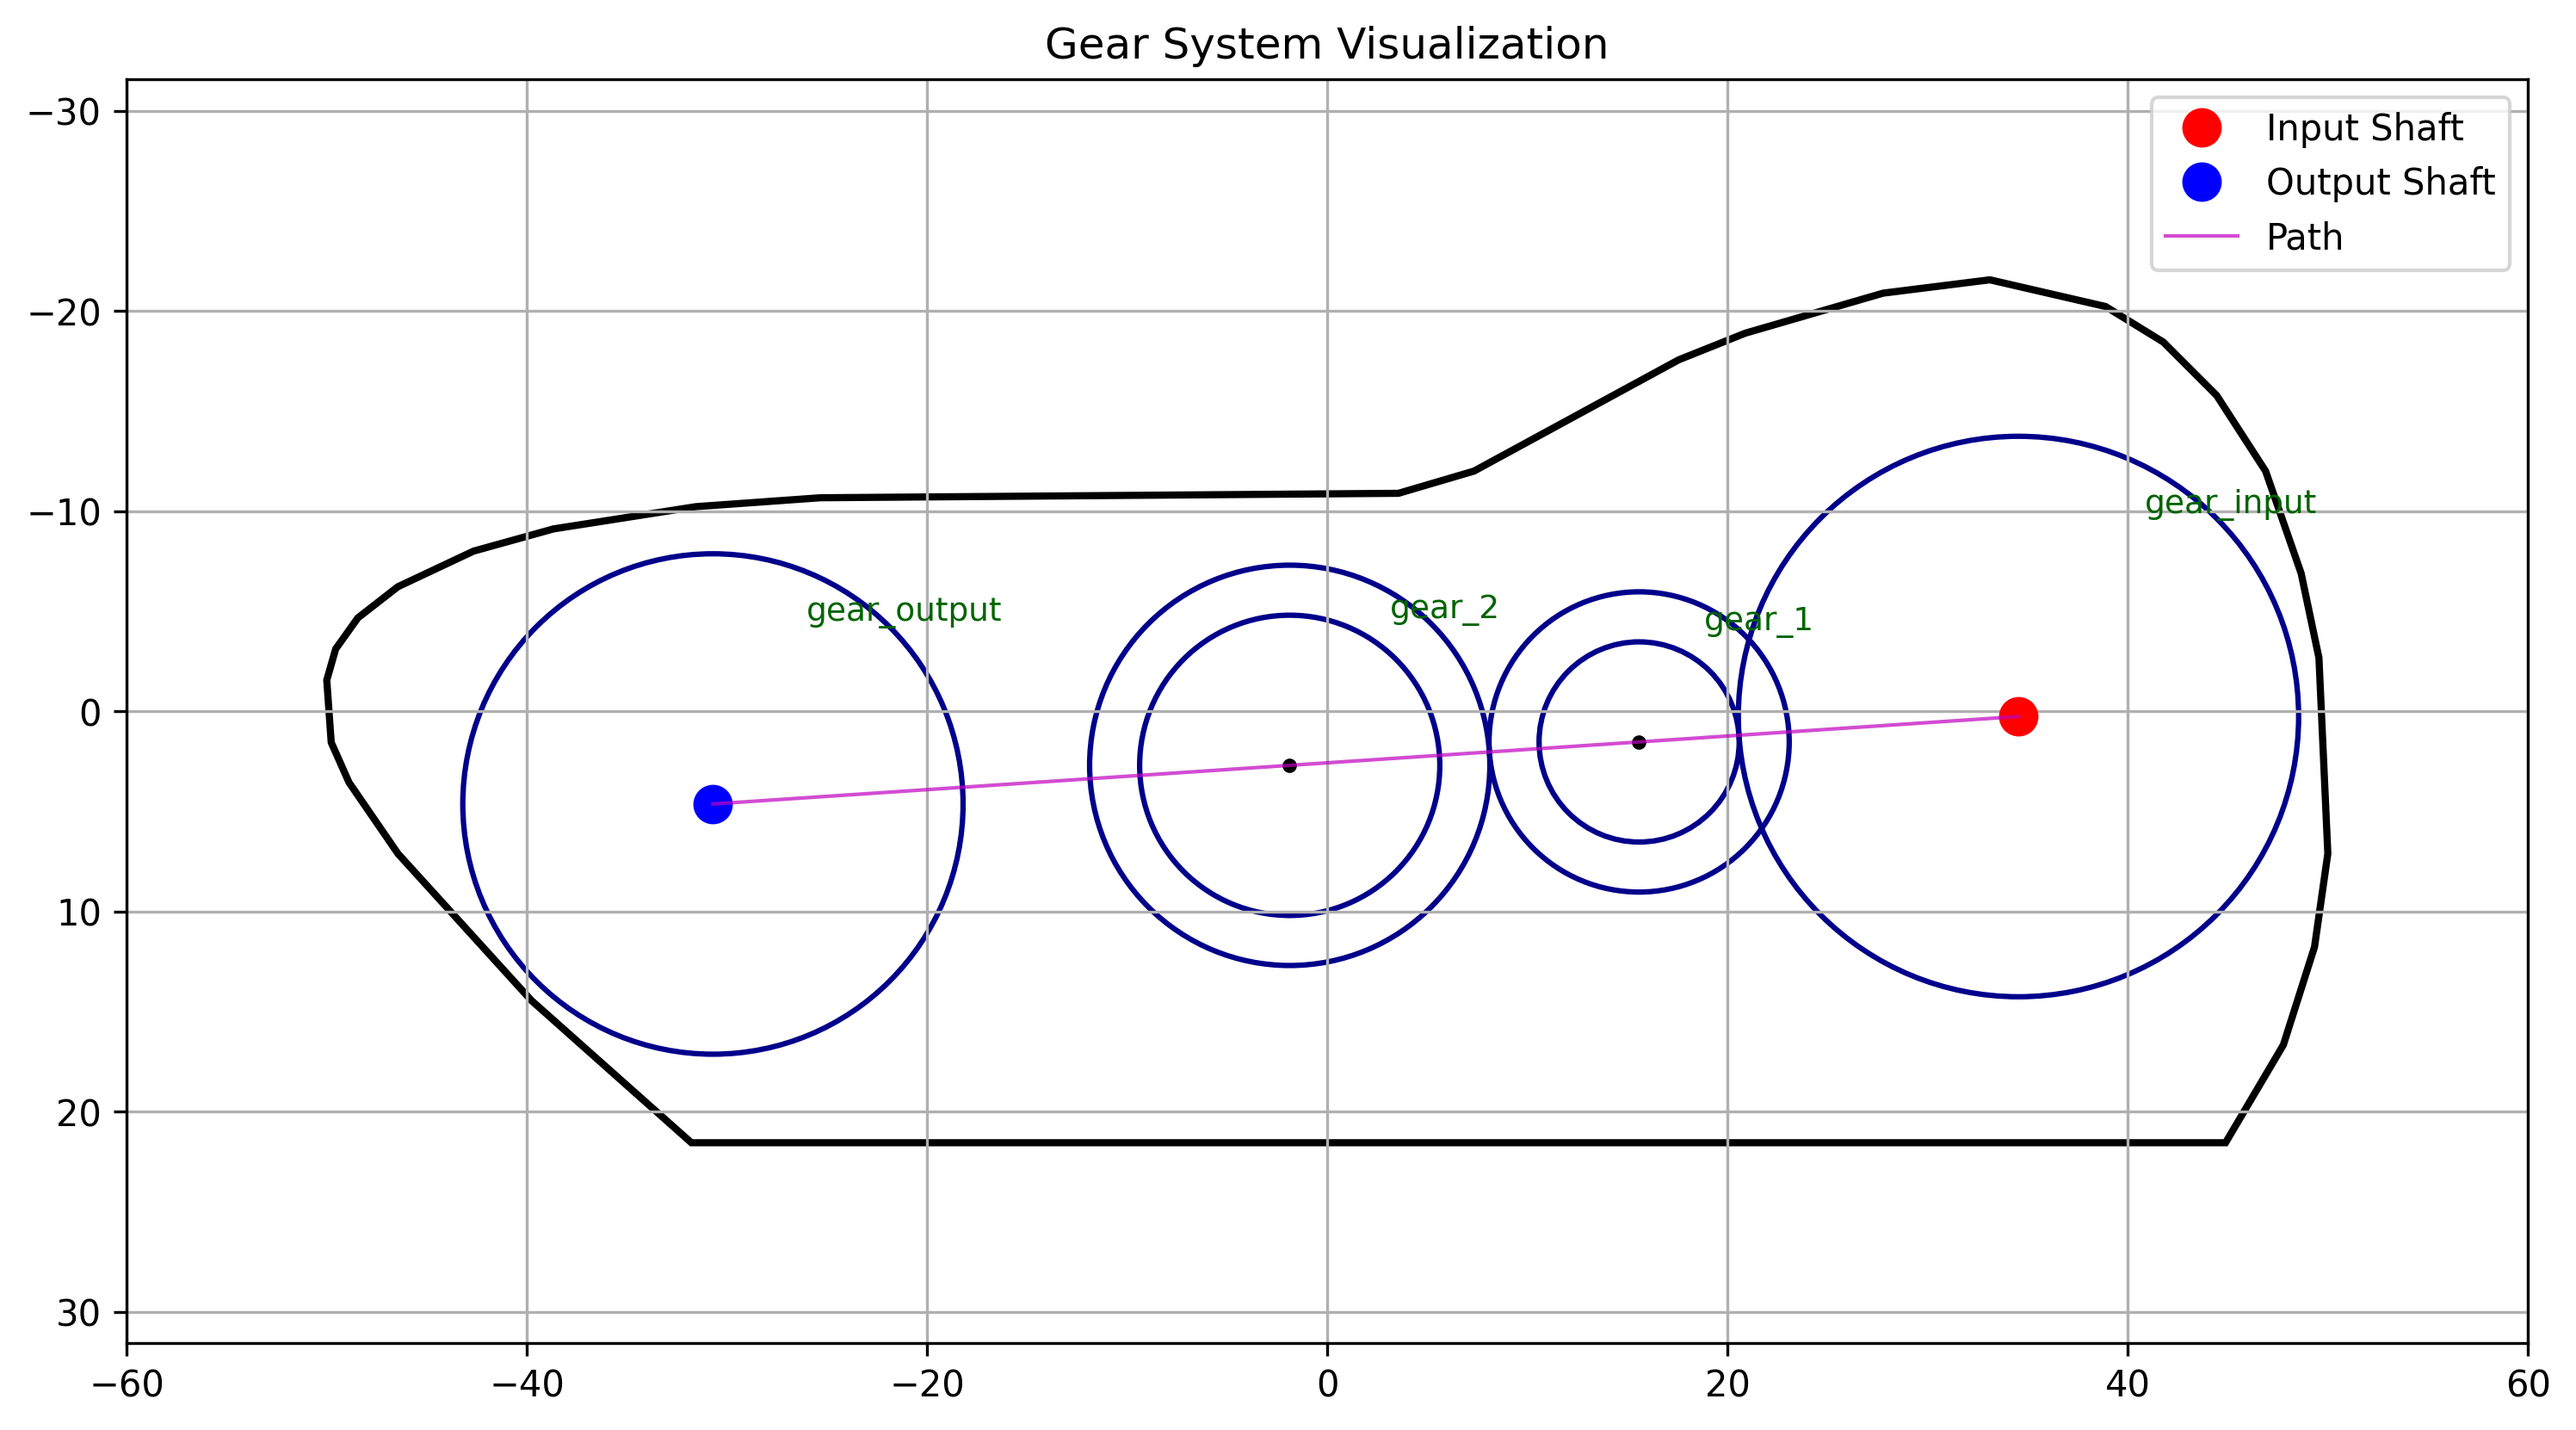 Gear System Visualization
Input Shaft
Output Shaft
Path
gear_input
gear_output
gear_2
gear_1
−30
−20
−10
0
10
20
30
−60
−40
−20
0
20
40
60